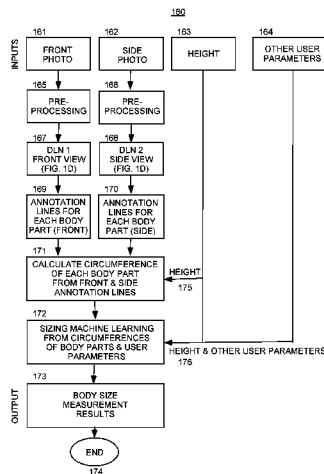 160
161
162
163
164
INPUTS
FRONT
PHOTO
SIDE
PHOTO
HEIGHT
OTHER USER
PARAMETERS
165
166
PRE-
PROCESSING
PRE-
PROCESSING
167
168
DLN 1
FRONT VIEW
(FIG. 1D)
DLN 2
SIDE VIEW
(FIG. 1D)
169
170
ANNOTATION
LINES FOR
EACH BODY
PART (FRONT)
ANNOTATION
LINES FOR
EACH BODY
PART (SIDE)
171
CALCULATE CIRCUMFERENCE
OF EACH BODY PART
FROM FRONT & SIDE
ANNOTATION LINES
HEIGHT
175
172
SIZING MACHINE LEARNING
FROM CIRCUMFERENCES
OF BODY PARTS & USER
PARAMETERS
HEIGHT & OTHER USER PARAMETERS
176
OUTPUT
173
BODY SIZE
MEASUREMENT
RESULTS
END
174